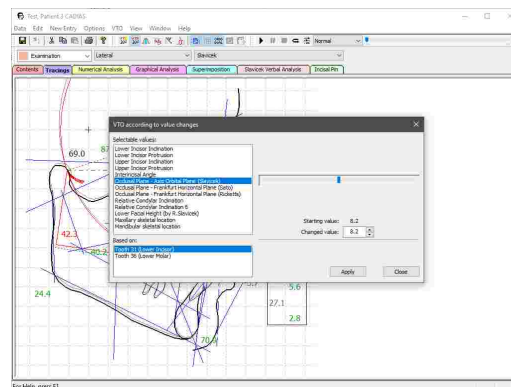 Test, Patient.2 CADIAS
Data Edit New Entry Options VTO View Window Help
Normal
Examination Lateral Slavicek
Contents Tracings Numerical Analysis Graphical Analysis Superimposition Slavicek Verbal Analysis Incisal Pin
VTO according to value changes
Selectable value(s):
Lower Incisor Inclination
Lower Incisor Protrusion
Upper Incisor Inclination
Upper Incisor Protrusion
Interincisal Angle
Occlusal Plane - Axis Orbital Plane (Slavicek)
Occlusal Plane - Frankfurt Horizontal Plane (Sato)
Occlusal Plane - Frankfurt Horizontal Plane (Ricketts)
Relative Condylar Inclination
Relative Condylar Inclination 6
Lower Facial Height (by R.Slavicek)
Maxillary skeletal location
Mandibular skeletal location
Starting value: 8.2
Changed value: 8.2
Based on:
Tooth 31 (Lower Incisor)
Tooth 36 (Lower Molar)
Apply Close
69.0
42.3
40.2
24.4
5.6
27.1
2.8
For Help, press F1